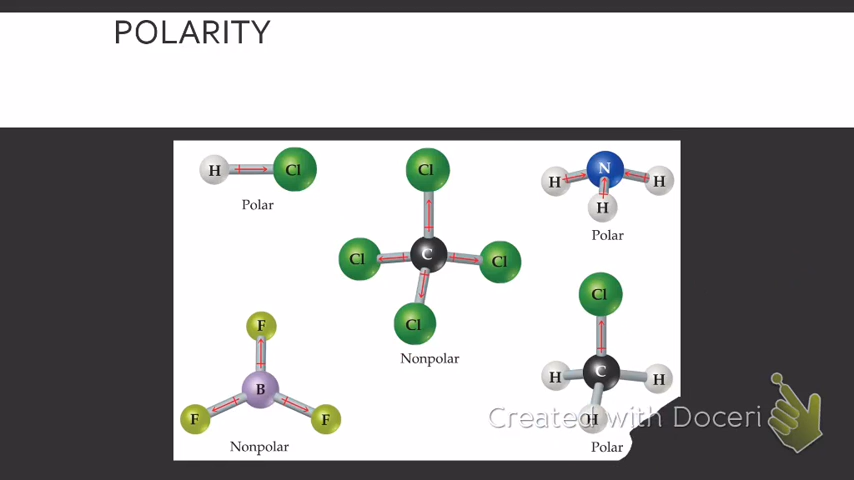 POLARITY
H Cl
Polar
Cl
Cl C Cl
Cl
Nonpolar
N
H H
H
Polar
F
B
F F
Nonpolar
Cl
H C H
H
Polar
Created with Doceri